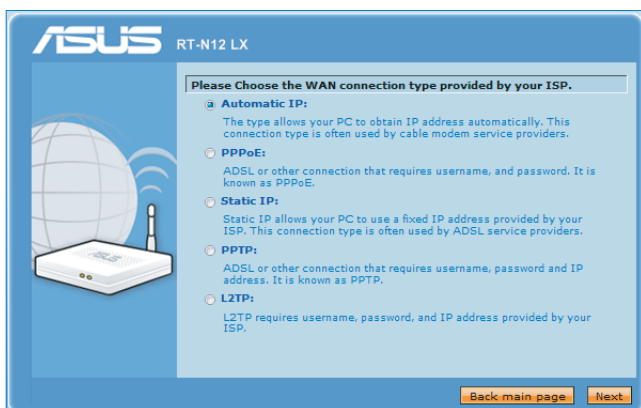 ASUS RT-N12 LX
Please Choose the WAN connection type provided by your ISP.
Automatic IP:
The type allows your PC to obtain IP address automatically. This
connection type is often used by cable modem service providers.
PPPoE:
ADSL or other connection that requires username, and password. It is
known as PPPoE.
Static IP:
Static IP allows your PC to use a fixed IP address provided by your
ISP. This connection type is often used by ADSL service providers.
PPTP:
ADSL or other connection that requires username, password and IP
address. It is known as PPTP.
L2TP:
L2TP requires username, password, and IP address provided by your
ISP.
ASUS
Back main page Next